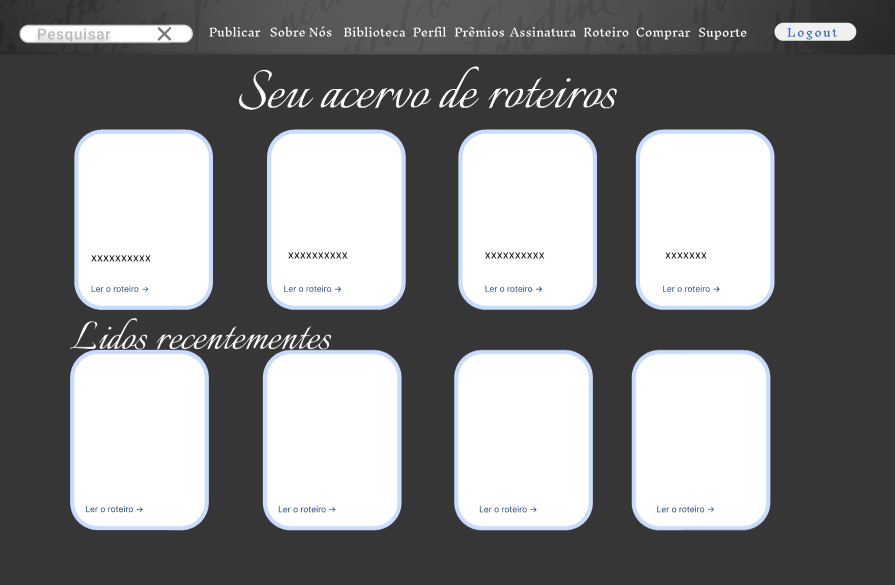 Pesquisar Publicar Sobre Nós Biblioteca Perfil Prêmios Assinatura Roteiro Comprar Suporte Logout
Seu acervo de roteiros
xxxxxxxxxx xxxxxxxxxx xxxxxxxxxx xxxxxxx
Ler o roteiro → Ler o roteiro → Ler o roteiro → Ler o roteiro →
Lidos recentementes
Ler o roteiro → Ler o roteiro → Ler o roteiro → Ler o roteiro →